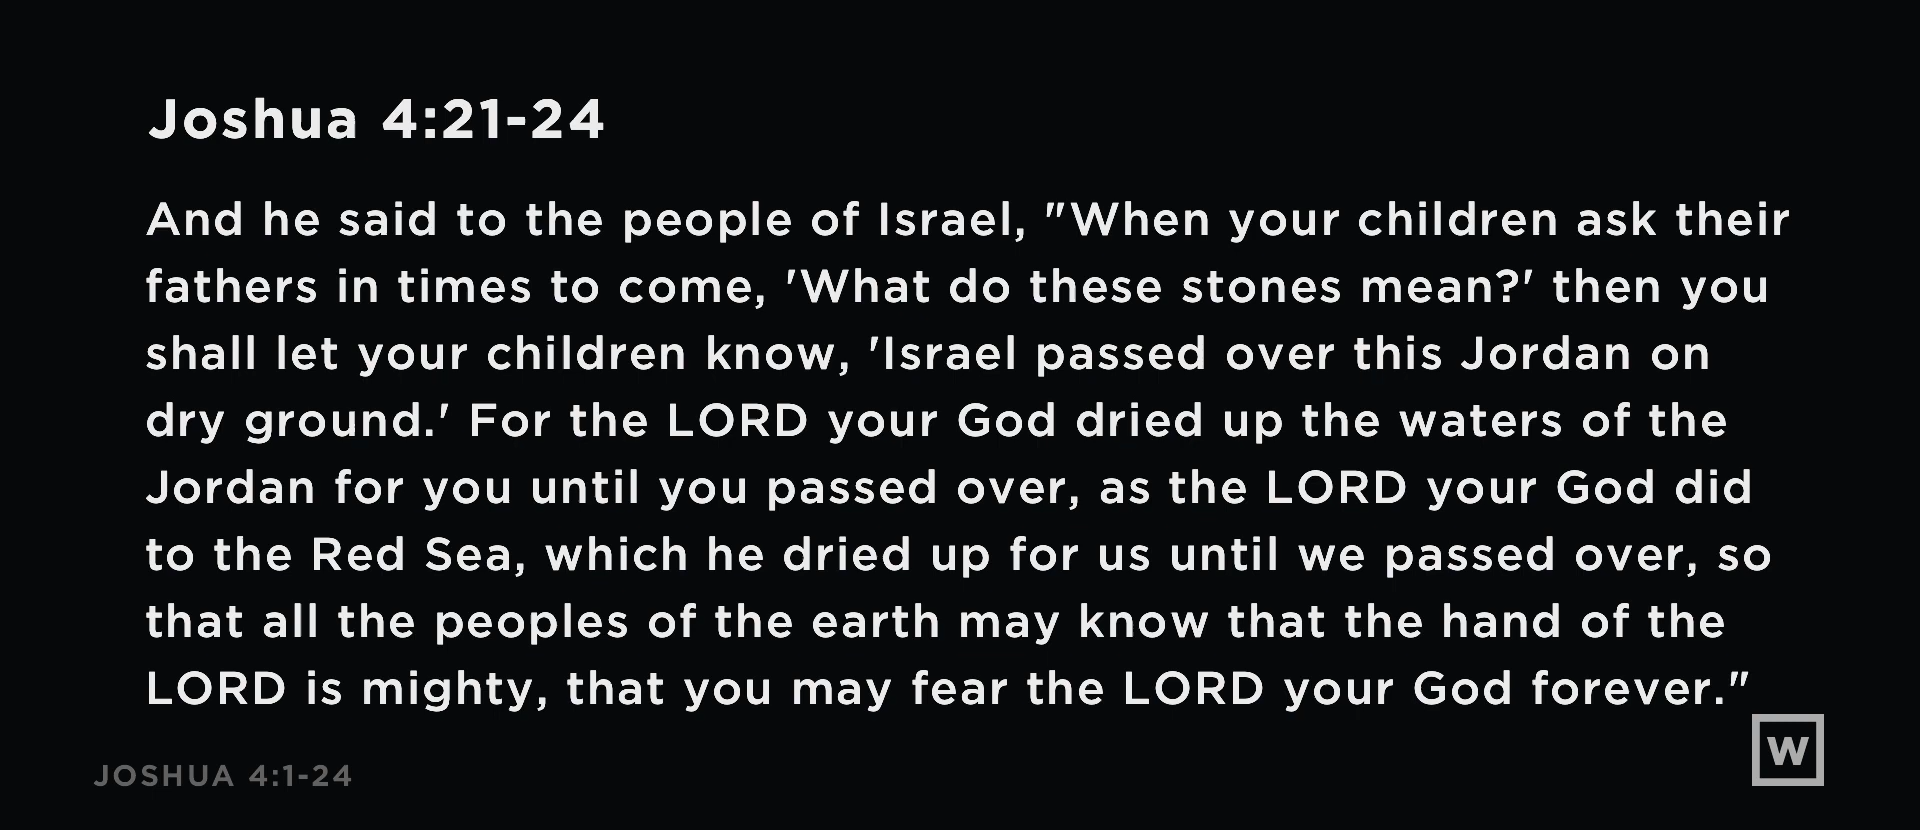 Joshua 4:21-24
And he said to the people of Israel, "When your children ask their
fathers in times to come, 'What do these stones mean?' then you
shall let your children know, 'Israel passed over this Jordan on
dry ground.' For the LORD your God dried up the waters of the
Jordan for you until you passed over, as the LORD your God did
to the Red Sea, which he dried up for us until we passed over, so
that all the peoples of the earth may know that the hand of the
LORD is mighty, that you may fear the LORD your God forever."
W
JOSHUA 4:1-24